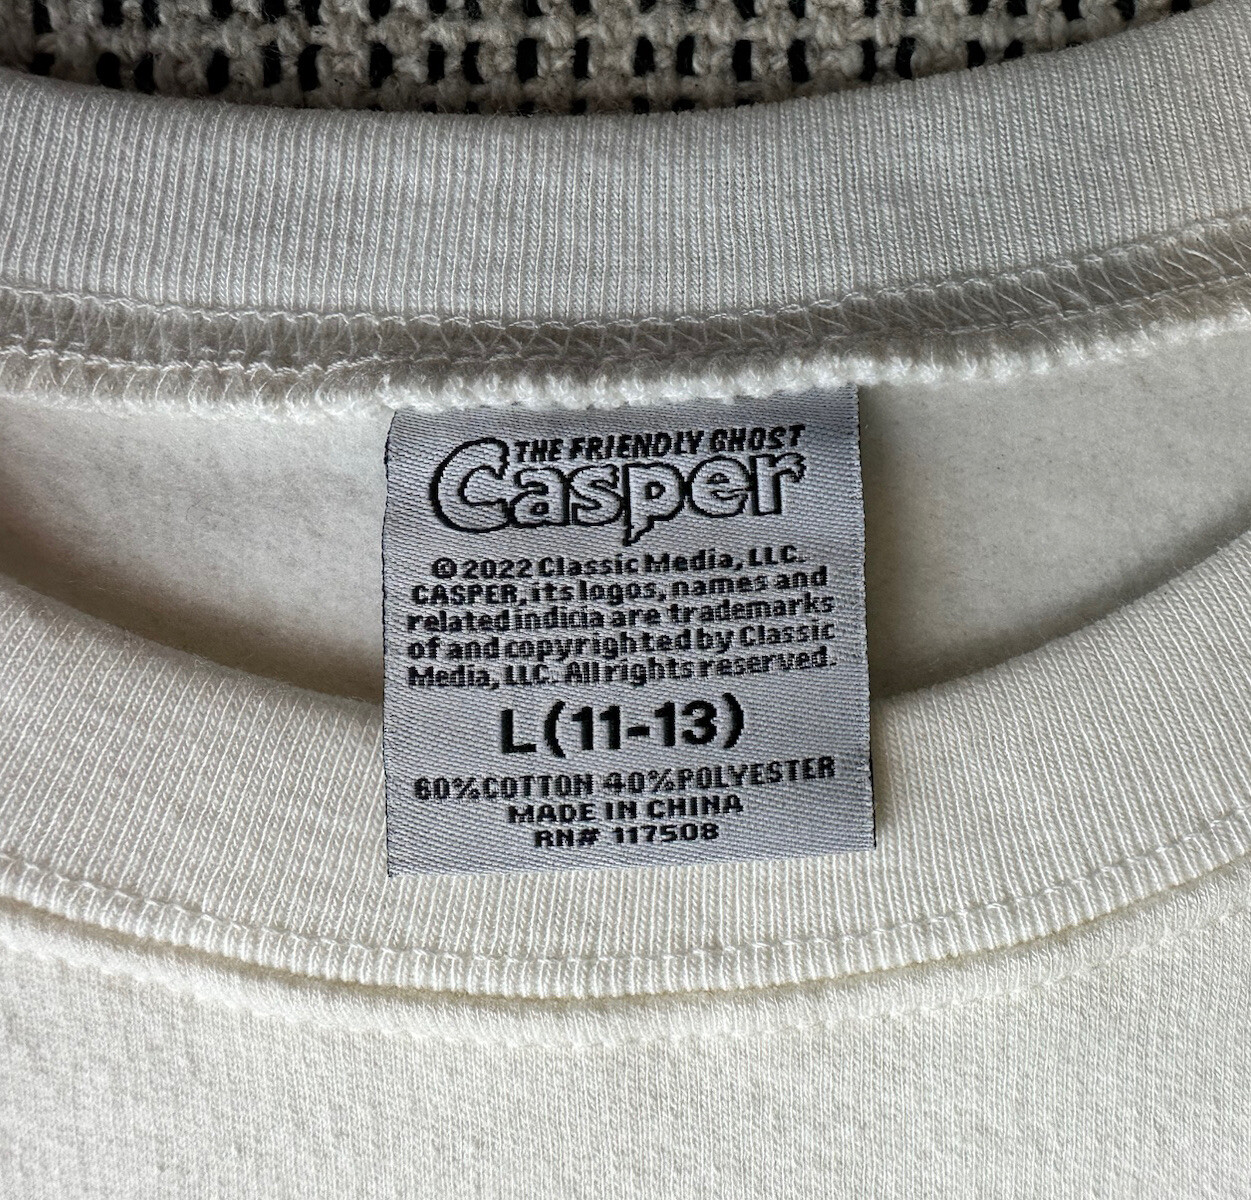 THE FRIENDLY GHOST
Casper
© 2022 Classic Media, LLC.
CASPER, its logos, names and
related indicia are trademarks
of and copyrighted by Classic
Media, LLC. All rights reserved.
L (11-13)
60% COTTON 40% POLYESTER
MADE IN CHINA
RN# 117508